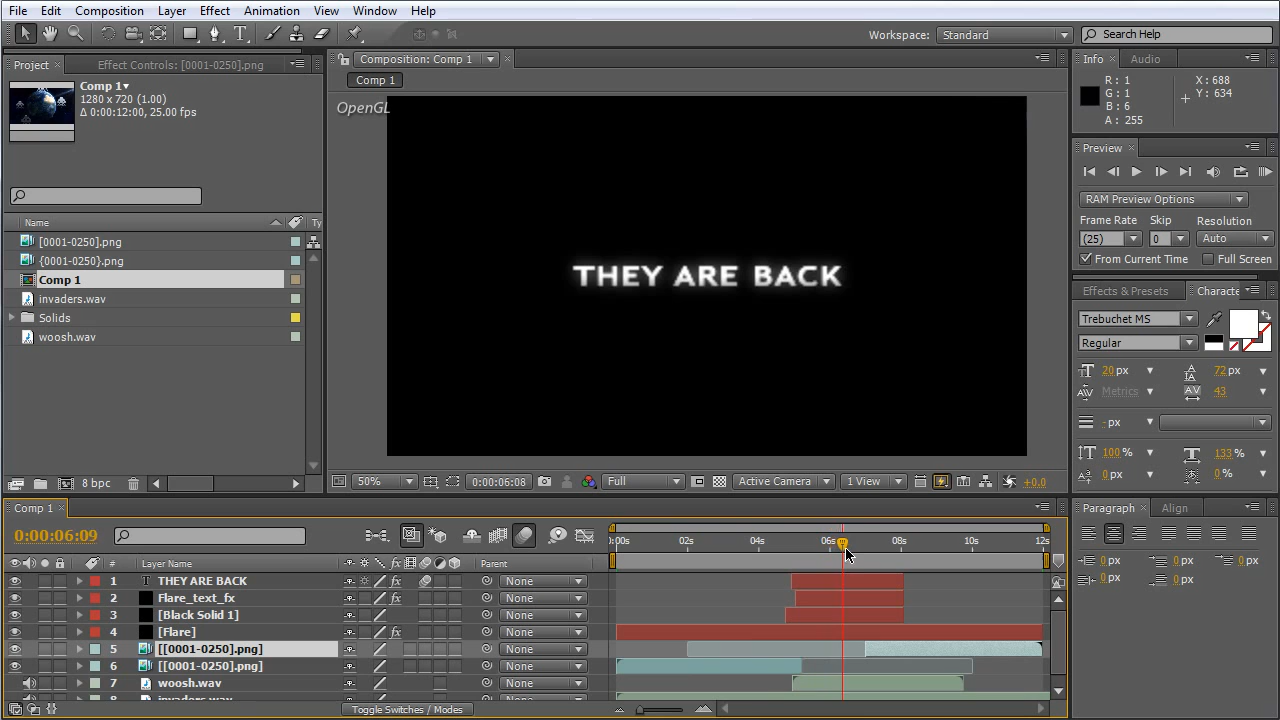 File Edit Composition Layer Effect Animation View Window Help
Workspace: Standard Search Help
Project Effect Controls: [0001-0250].png
Comp 1▾
1280 x 720 (1.00)
Δ 0:00:12:00, 25.00 fps
Name Ty
[0001-0250].png
{0001-0250}.png
Comp 1
invaders.wav
Solids
woosh.wav
8 bpc
Composition: Comp 1
Comp 1
OpenGL
THEY ARE BACK
50% 0:00:06:08 Full Active Camera 1 View +0.0
Info Audio
R : 1 X : 688
G : 1 Y : 634
B : 6
A : 255
Preview
RAM Preview Options
Frame Rate Skip Resolution
(25) 0 Auto
From Current Time Full Screen
Effects & Presets Characte
Trebuchet MS
Regular
20 px 72 px
Metrics 43
- px
100 % 133 %
0 px 0 %
Paragraph Align
0 px 0 px 0 px
0 px 0 px
Comp 1
0:00:06:09
):00s 02s 04s 06s 08s 10s 12s
# Layer Name Parent
1 THEY ARE BACK None
2 Flare_text_fx None
3 [Black Solid 1] None
4 [Flare] None
5 [[0001-0250].png] None
6 [[0001-0250].png] None
7 woosh.wav None
8 invaders.wav None
Toggle Switches / Modes